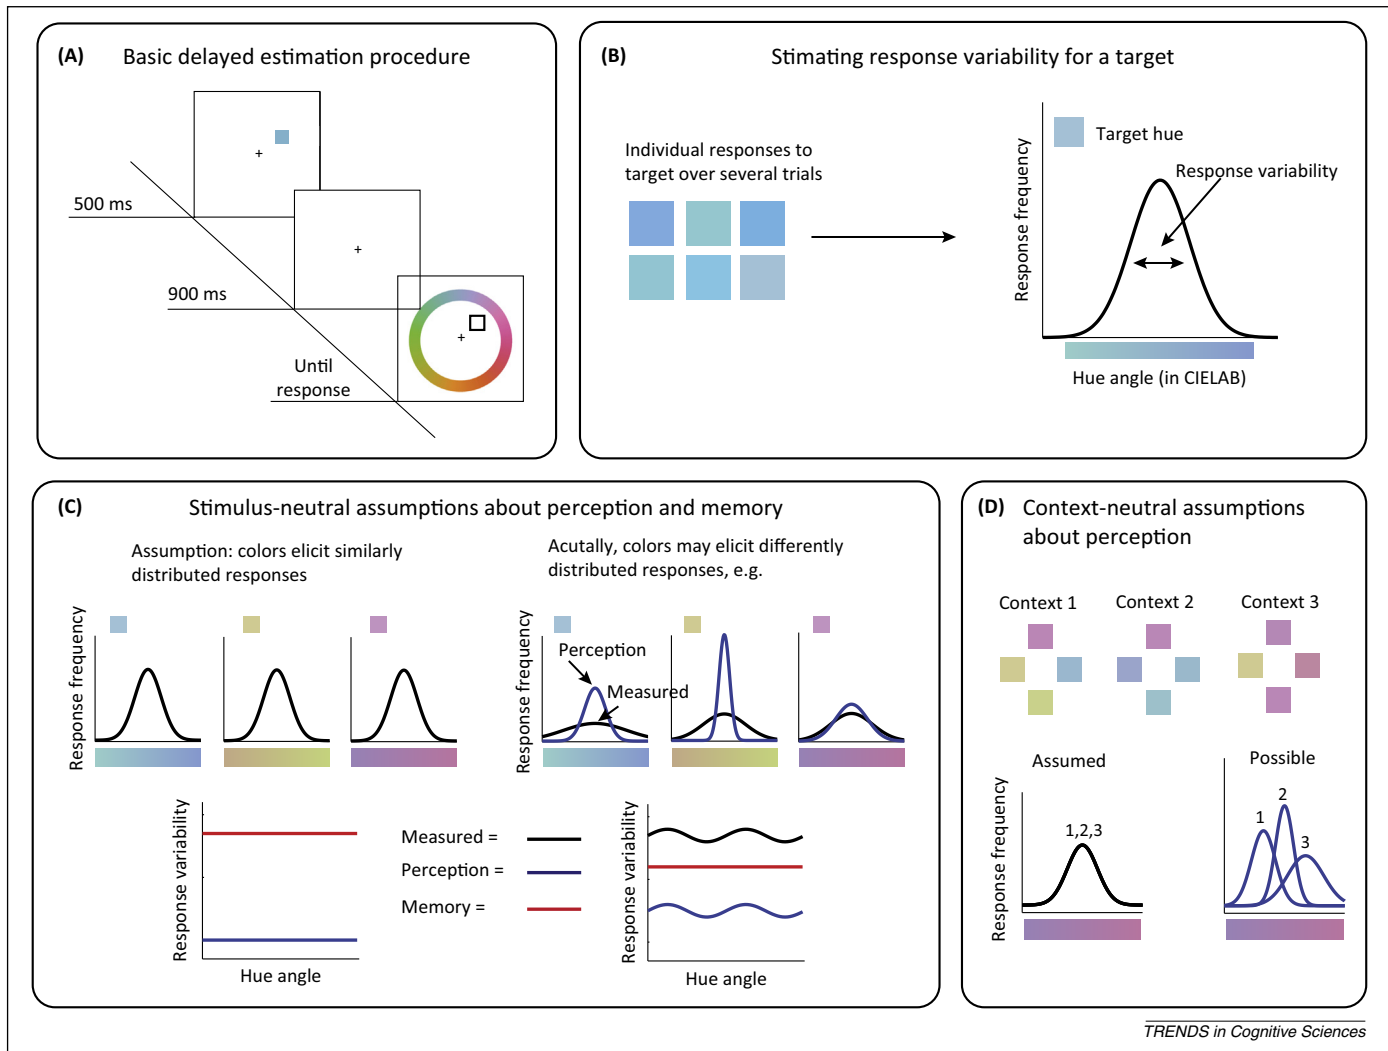 (A) Basic delayed estimation procedure
+
500 ms
+
900 ms
+
Until
response
(B) Stimating response variability for a target
Individual responses to
target over several trials
Response frequency
Target hue
Response variability
Hue angle (in CIELAB)
(C) Stimulus-neutral assumptions about perception and memory
Assumption: colors elicit similarly
distributed responses
Response frequency
Acutally, colors may elicit differently
distributed responses, e.g.
Response frequency
Perception
Measured
Response variability
Hue angle
Measured =
Perception =
Memory =
Response variability
Hue angle
(D) Context-neutral assumptions
about perception
Context 1 Context 2 Context 3
Assumed
Response frequency
1,2,3
Possible
1
2
3
TRENDS in Cognitive Sciences